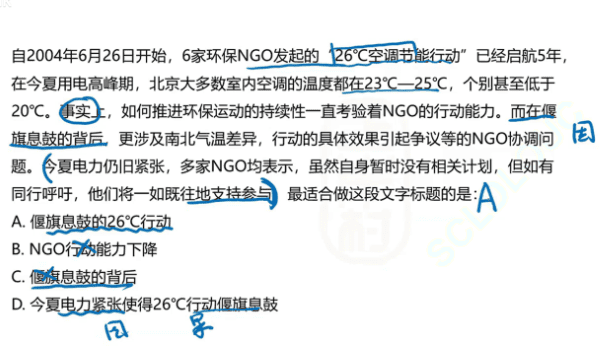 自2004年6月26日开始，6家环保NGO发起的“26℃空调节能行动”已经启航5年，
在今夏用电高峰期，北京大多数室内空调的温度都在23℃—25℃，个别甚至低于
20℃。事实上，如何推进环保运动的持续性一直考验着NGO的行动能力。而在偃
旗息鼓的背后，更涉及南北气温差异，行动的具体效果引起争议等的NGO协调问
因
题。今夏电力仍旧紧张，多家NGO均表示，虽然自身暂时没有相关计划，但如有
同行呼吁，他们将一如既往地支持参与。最适合做这段文字标题的是：A
A. 偃旗息鼓的26℃行动
B. NGO行动能力下降
C. 偃旗息鼓的背后
D. 今夏电力紧张使得26℃行动偃旗息鼓
因 果